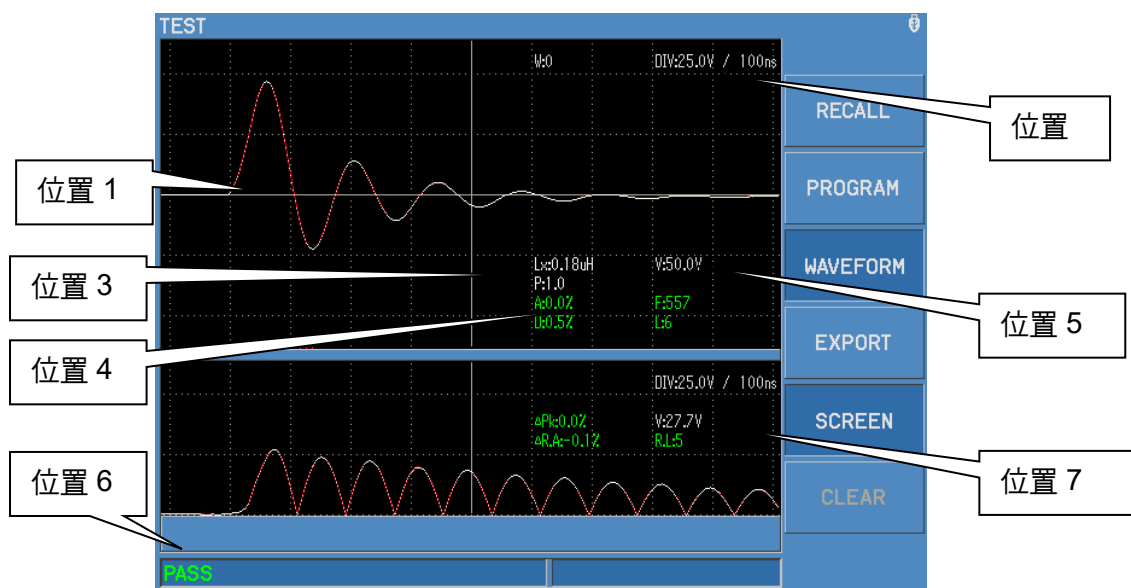 TEST
W:0 DIV:25.0V / 100ns
RECALL
位置
位置 1
PROGRAM
位置 3
Lx:0.18uH V:50.0V
P:1.0
A:0.0% F:557
D:0.5% L:6
WAVEFORM
位置 5
位置 4
EXPORT
DIV:25.0V / 100ns
△Pk:0.0% V:27.7V
△R.A:-0.1% R.L:5
SCREEN
位置 6
位置 7
CLEAR
PASS